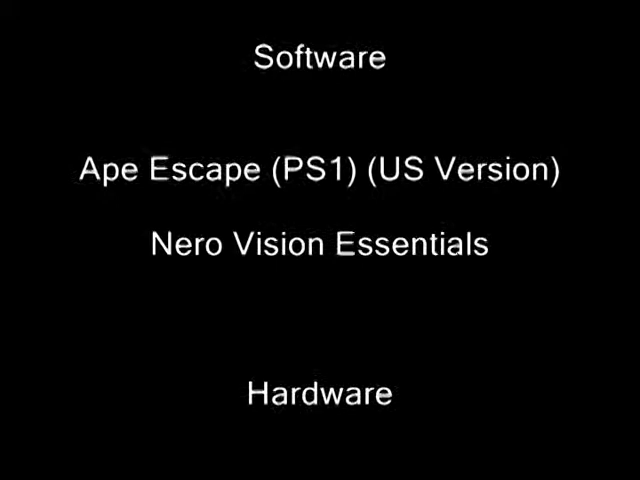 Software
Ape Escape (PS1) (US Version)
Nero Vision Essentials
Hardware